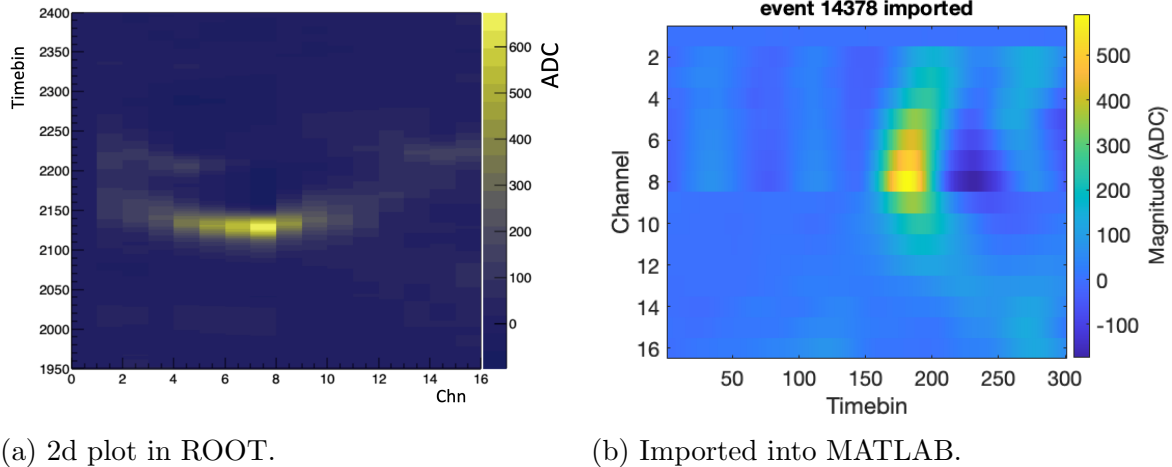 2400
2350
2300
2250
2200
2150
2100
2050
2000
1950
Timebin
0 2 4 6 8 10 12 14 16
Chn
600
500
400
300
200
100
0
ADC
event 14378 imported
2
4
6
8
10
12
14
16
Channel
50 100 150 200 250 300
Timebin
500
400
300
200
100
0
-100
Magnitude (ADC)
(a) 2d plot in ROOT.
(b) Imported into MATLAB.